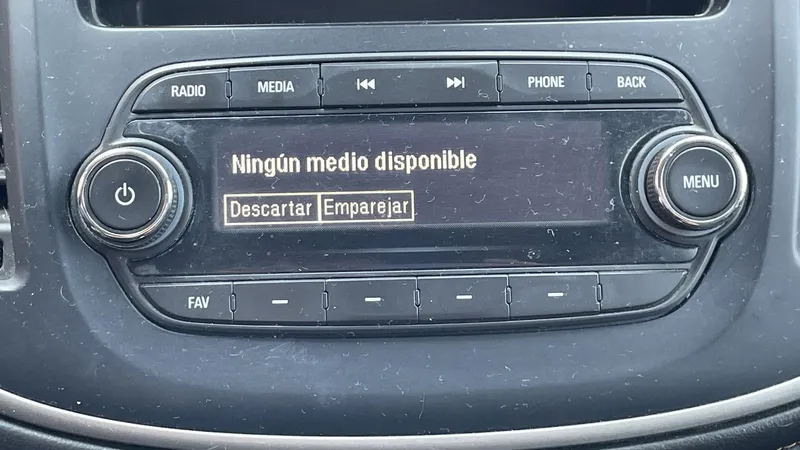 RADIO MEDIA PHONE BACK
Ningún medio disponible
Descartar Emparejar
MENU
FAV